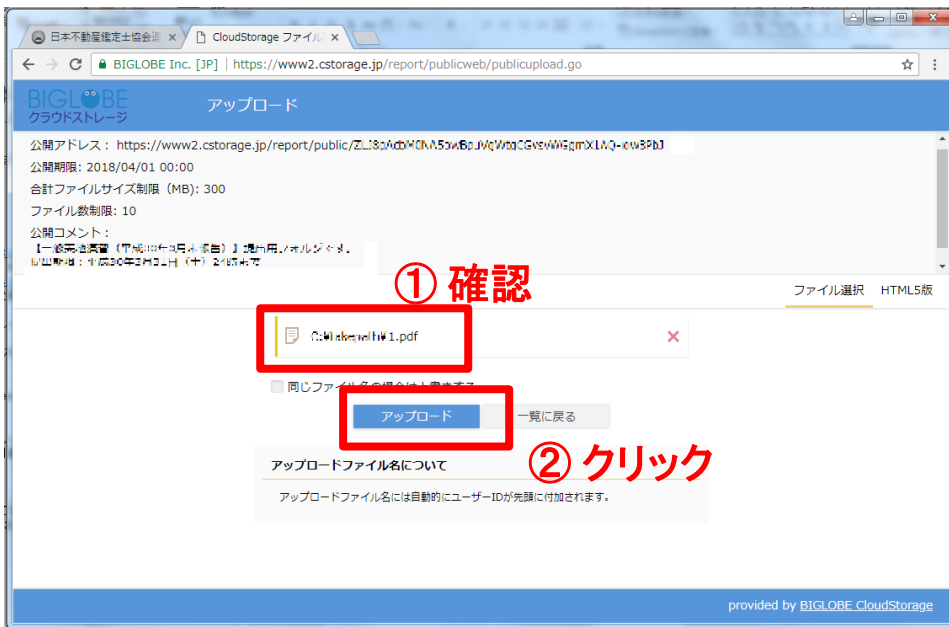 日本不動産鑑定士協会連
CloudStorage ファイル
BIGLOBE Inc. [JP] | https://www2.cstorage.jp/report/publicweb/publicupload.go
BIGLOBE
クラウドストレージ
アップロード
公開アドレス： https://www2.cstorage.jp/report/public/
公開期限: 2018/04/01 00:00
合計ファイルサイズ制限（MB）: 300
ファイル数制限: 10
公開コメント：
① 確認
ファイル選択 HTML5版
1.pdf
同じファイル名の場合は上書きする
アップロード 一覧に戻る
② クリック
アップロードファイル名について
アップロードファイル名には自動的にユーザーIDが先頭に付加されます。
provided by BIGLOBE CloudStorage